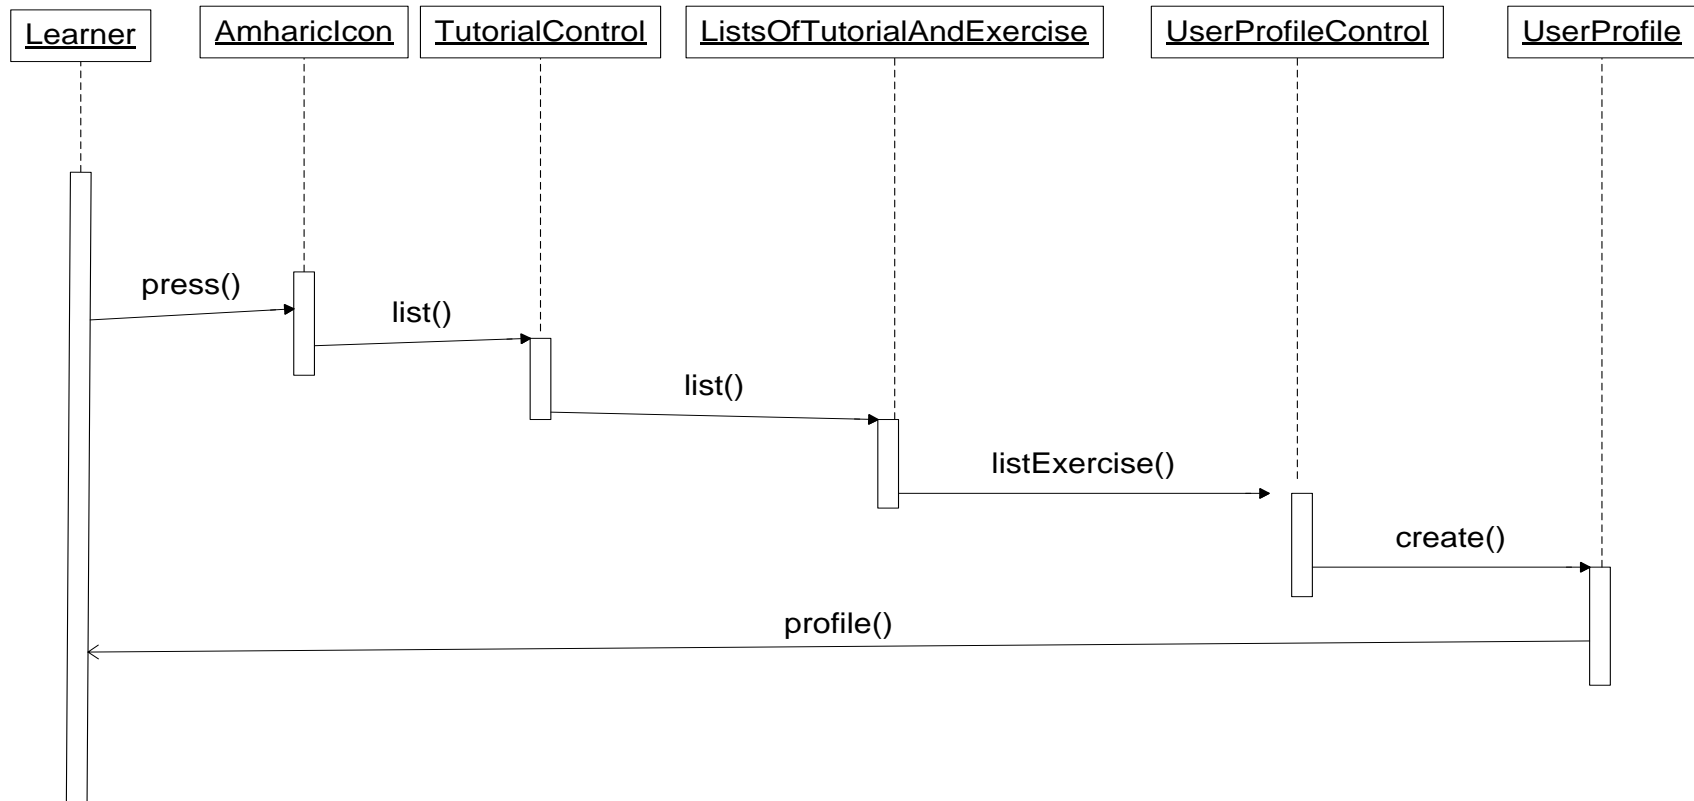 Learner
AmharicIcon
TutorialControl
ListsOfTutorialAndExercise
UserProfileControl
UserProfile
press()
list()
list()
listExercise()
create()
profile()